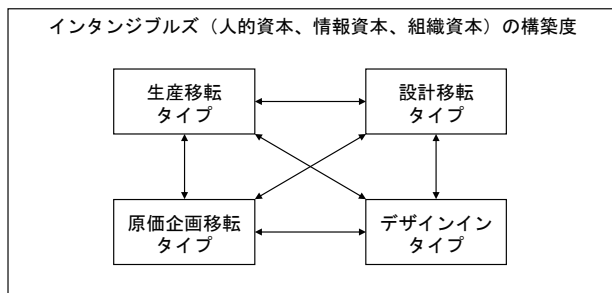 インタンジブルズ（人的資本、情報資本、組織資本）の構築度
生産移転
タイプ
設計移転
タイプ
原価企画移転
タイプ
デザインイン
タイプ